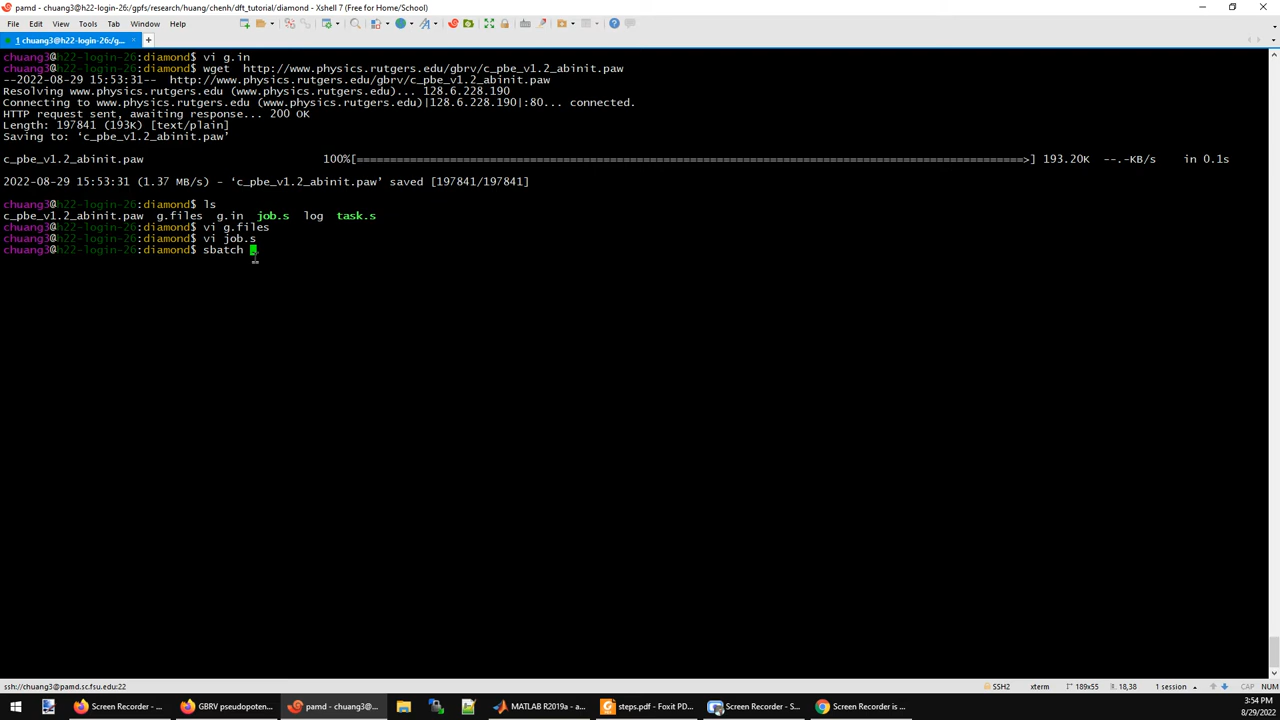 pamd - chuang3@h22-login-26:/gpfs/research/huang/chenh/dft_tutorial/diamond - Xshell 7 (Free for Home/School)
File Edit View Tools Tab Window Help
1 chuang3@h22-login-26:/g...
chuang3@h22-login-26:diamond$ vi g.in
chuang3@h22-login-26:diamond$ wget  http://www.physics.rutgers.edu/gbrv/c_pbe_v1.2_abinit.paw
--2022-08-29 15:53:31--  http://www.physics.rutgers.edu/gbrv/c_pbe_v1.2_abinit.paw
Resolving www.physics.rutgers.edu (www.physics.rutgers.edu)... 128.6.228.190
Connecting to www.physics.rutgers.edu (www.physics.rutgers.edu)|128.6.228.190|:80... connected.
HTTP request sent, awaiting response... 200 OK
Length: 197841 (193K) [text/plain]
Saving to: ‘c_pbe_v1.2_abinit.paw’
c_pbe_v1.2_abinit.paw 100%[=====================================================================================================>] 193.20K --.-KB/s in 0.1s
2022-08-29 15:53:31 (1.37 MB/s) - ‘c_pbe_v1.2_abinit.paw’ saved [197841/197841]
chuang3@h22-login-26:diamond$ ls
c_pbe_v1.2_abinit.paw  g.files  g.in  job.s  log  task.s
chuang3@h22-login-26:diamond$ vi g.files
chuang3@h22-login-26:diamond$ vi job.s
chuang3@h22-login-26:diamond$ sbatch
ssh://chuang3@pamd.sc.fsu.edu:22 SSH2 xterm 189x55 18,38 1 session CAP NUM
Screen Recorder - ... GBRV pseudopoten... pamd - chuang3@... MATLAB R2019a - a... steps.pdf - Foxit PD... Screen Recorder - S... Screen Recorder is ... 3:54 PM
8/29/2022